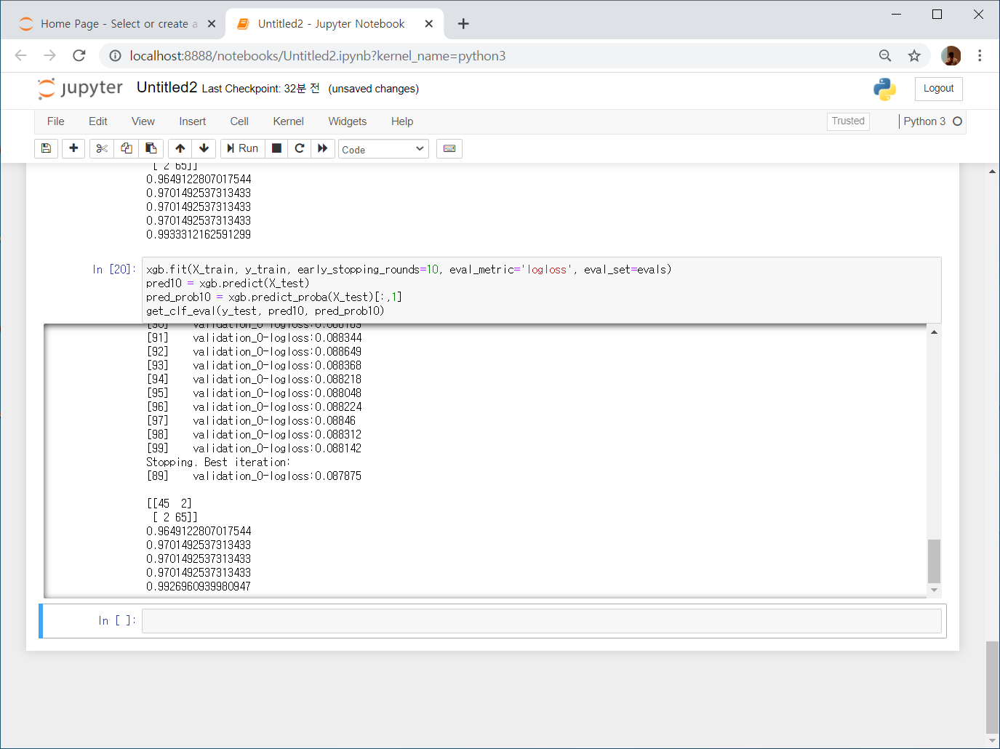 Home Page - Select or create a
Untitled2 - Jupyter Notebook
localhost:8888/notebooks/Untitled2.ipynb?kernel_name=python3
jupyter Untitled2 Last Checkpoint: 32분 전 (unsaved changes)
Logout
File Edit View Insert Cell Kernel Widgets Help
Trusted
Python 3
Run
Code
[ 2 65]]
0.9649122807017544
0.9701492537313433
0.9701492537313433
0.9701492537313433
0.9933312162591299
In [20]:
xgb.fit(X_train, y_train, early_stopping_rounds=10, eval_metric='logloss', eval_set=evals)
pred10 = xgb.predict(X_test)
pred_prob10 = xgb.predict_proba(X_test)[:,1]
get_clf_eval(y_test, pred10, pred_prob10)
[91] validation_0-logloss:0.088344
[92] validation_0-logloss:0.088649
[93] validation_0-logloss:0.088368
[94] validation_0-logloss:0.088218
[95] validation_0-logloss:0.088048
[96] validation_0-logloss:0.088224
[97] validation_0-logloss:0.08846
[98] validation_0-logloss:0.088312
[99] validation_0-logloss:0.088142
Stopping. Best iteration:
[89] validation_0-logloss:0.087875
[[45 2]
[ 2 65]]
0.9649122807017544
0.9701492537313433
0.9701492537313433
0.9701492537313433
0.9926960939980947
In [ ]: